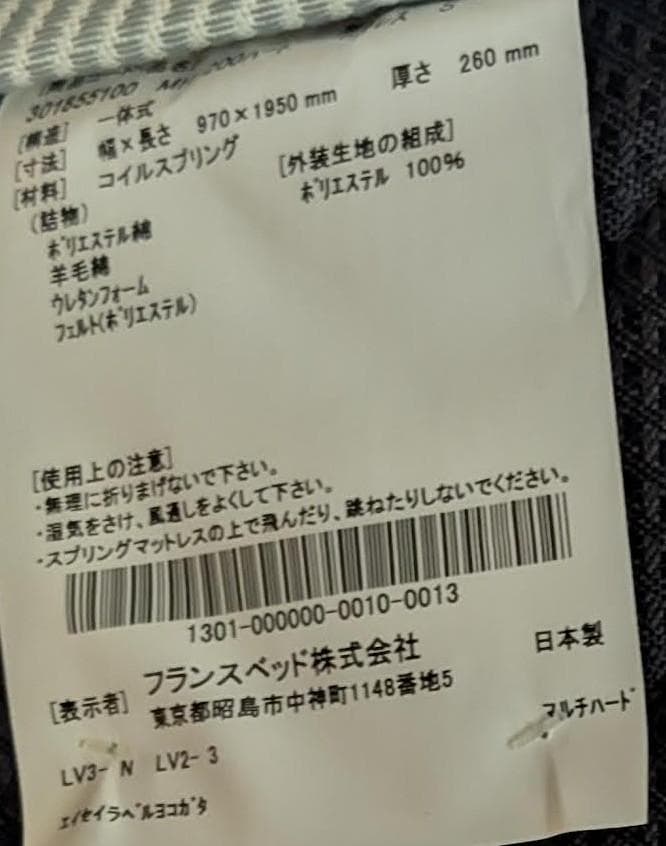 301855100
[構造] 一体式
[寸法] 幅×長さ 970×1950 mm 厚さ 260 mm
[材料] コイルスプリング [外装生地の組成]
(詰物) ポリエステル 100%
ポリエステル綿
羊毛綿
ウレタンフォーム
フェルト(ポリエステル)
[使用上の注意]
・無理に折りまげないで下さい。
・湿気をさけ、風通しをよくして下さい。
・スプリングマットレスの上で飛んだり、跳ねたりしないでください。
1301-000000-0010-0013
[表示者] フランスベッド株式会社 日本製
東京都昭島市中神町1148番地5
LV3- N LV2- 3 マルチハード
エイセイラベルヨコガタ